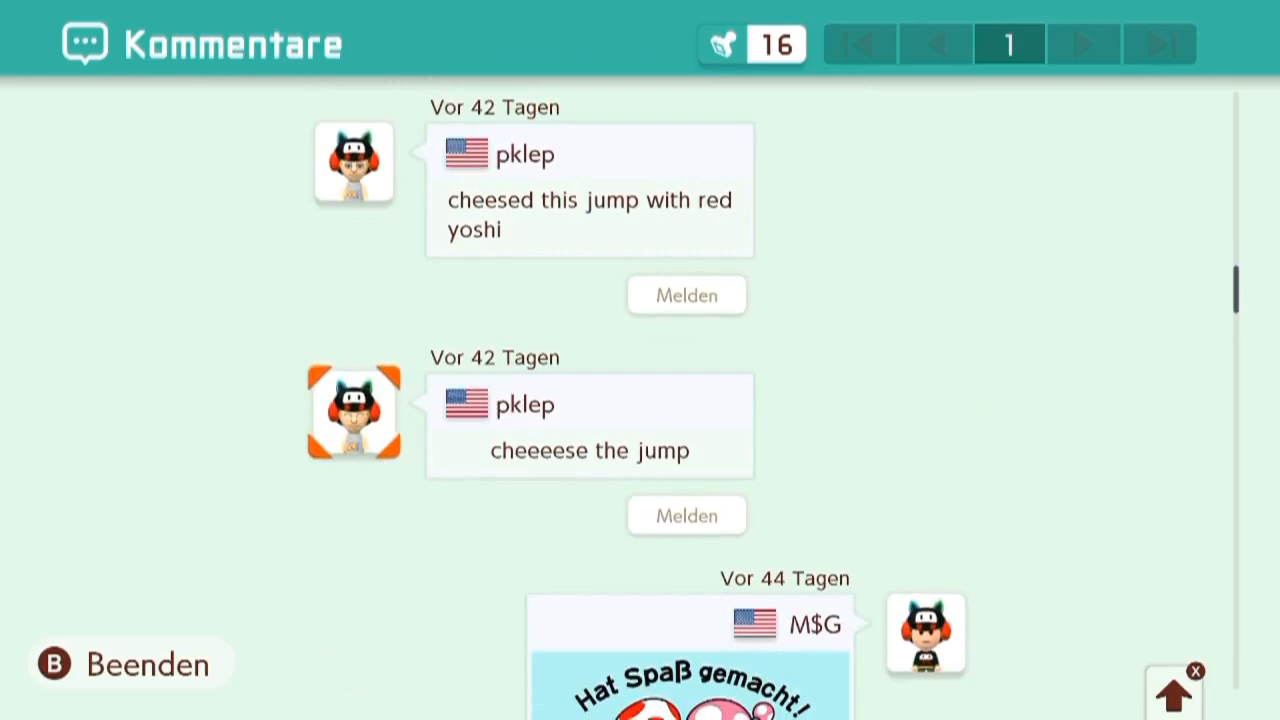 Kommentare
16
1
Vor 42 Tagen
pklep
cheesed this jump with red
yoshi
Melden
Vor 42 Tagen
pklep
cheeeese the jump
Melden
Vor 44 Tagen
M$G
Hat Spaß gemacht!
B Beenden
X